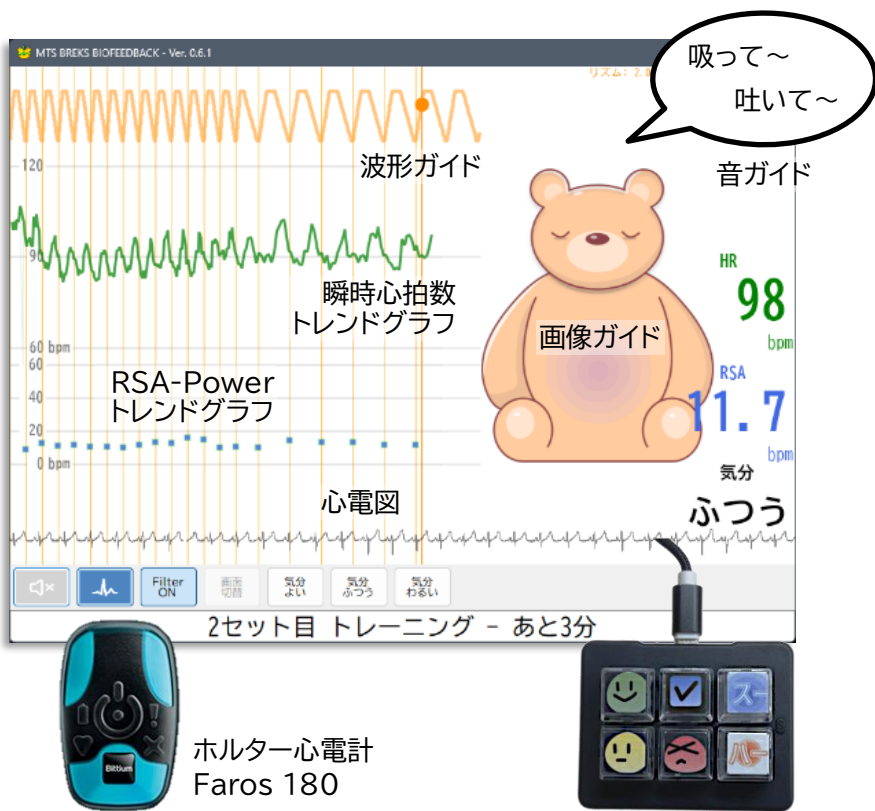 吸って～
吐いて～
MTS BREKS BIOFEEDBACK - Ver. 0.6.1
リズム: 2.0
波形ガイド
音ガイド
120
90
瞬時心拍数
トレンドグラフ
60 bpm
画像ガイド
HR
98
bpm
60
40
20
0 bpm
RSA-Power
トレンドグラフ
RSA
11.7
bpm
気分
ふつう
心電図
Filter
ON
画面
切替
気分
よい
気分
ふつう
気分
わるい
2セット目 トレーニング － あと3分
スー
ハー
Bittium
ホルター心電計
Faros 180